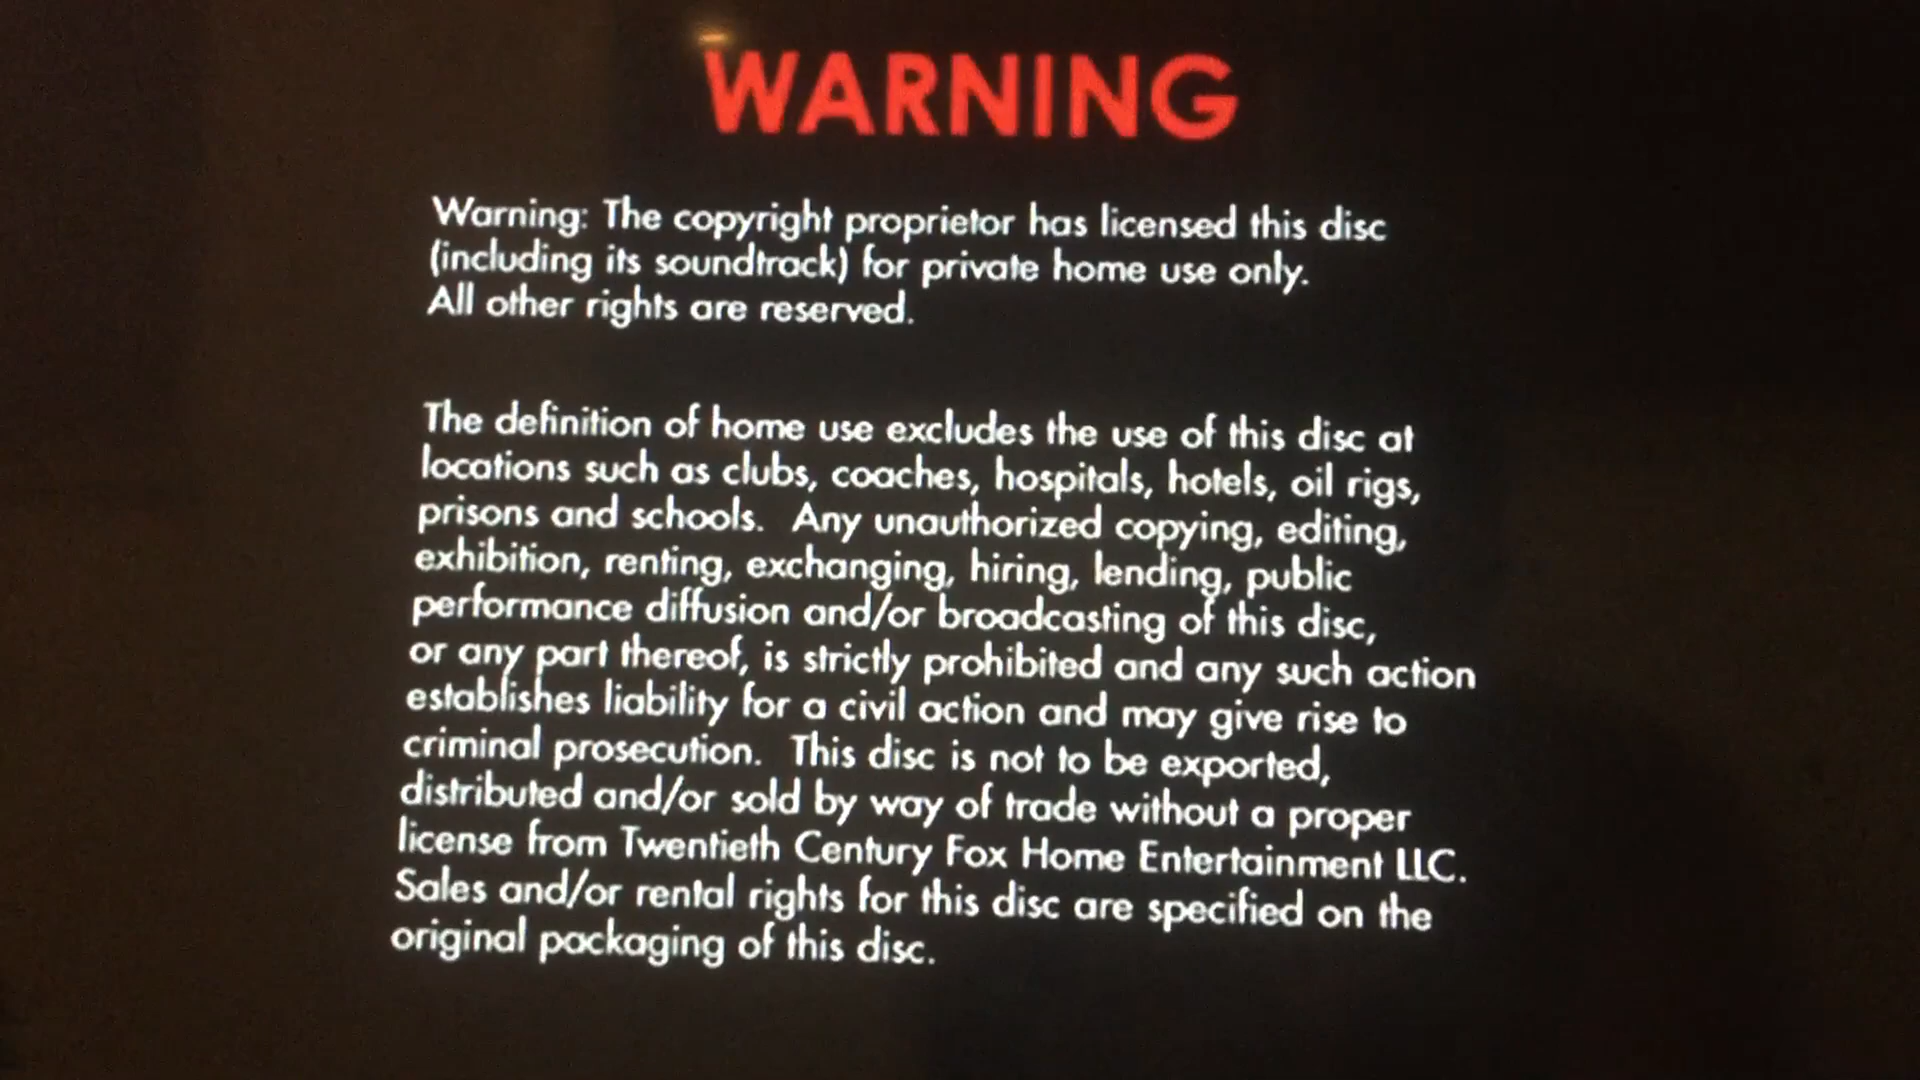 WARNING
Warning: The copyright proprietor has licensed this disc
(including its soundtrack) for private home use only.
All other rights are reserved.
The definition of home use excludes the use of this disc at
locations such as clubs, coaches, hospitals, hotels, oil rigs,
prisons and schools.  Any unauthorized copying, editing,
exhibition, renting, exchanging, hiring, lending, public
performance diffusion and/or broadcasting of this disc,
or any part thereof, is strictly prohibited and any such action
establishes liability for a civil action and may give rise to
criminal prosecution.  This disc is not to be exported,
distributed and/or sold by way of trade without a proper
license from Twentieth Century Fox Home Entertainment LLC.
Sales and/or rental rights for this disc are specified on the
original packaging of this disc.